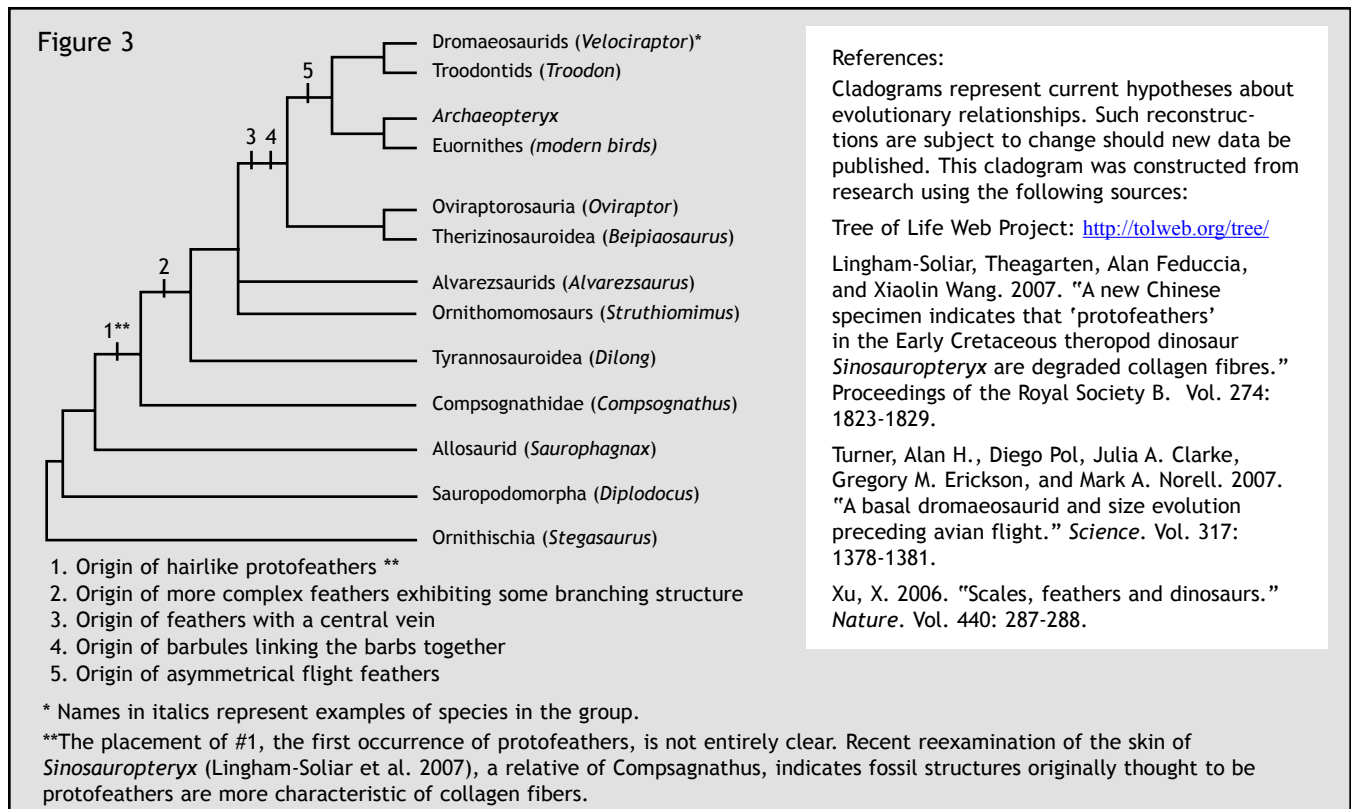 Figure 3
5
3 4
2
1**
Dromaeosaurids (Velociraptor)*
Troodontids (Troodon)
Archaeopteryx
Euornithes (modern birds)
Oviraptorosauria (Oviraptor)
Therizinosauroidea (Beipiaosaurus)
Alvarezsaurids (Alvarezsaurus)
Ornithomomosaurs (Struthiomimus)
Tyrannosauroidea (Dilong)
Compsognathidae (Compsognathus)
Allosaurid (Saurophagnax)
Sauropodomorpha (Diplodocus)
Ornithischia (Stegasaurus)
1. Origin of hairlike protofeathers **
2. Origin of more complex feathers exhibiting some branching structure
3. Origin of feathers with a central vein
4. Origin of barbules linking the barbs together
5. Origin of asymmetrical flight feathers
* Names in italics represent examples of species in the group.
**The placement of #1, the first occurrence of protofeathers, is not entirely clear. Recent reexamination of the skin of
Sinosauropteryx (Lingham-Soliar et al. 2007), a relative of Compsagnathus, indicates fossil structures originally thought to be
protofeathers are more characteristic of collagen fibers.
References:
Cladograms represent current hypotheses about
evolutionary relationships. Such reconstruc-
tions are subject to change should new data be
published. This cladogram was constructed from
research using the following sources:
Tree of Life Web Project: http://tolweb.org/tree/
Lingham-Soliar, Theagarten, Alan Feduccia,
and Xiaolin Wang. 2007. “A new Chinese
specimen indicates that ‘protofeathers’
in the Early Cretaceous theropod dinosaur
Sinosauropteryx are degraded collagen fibres.”
Proceedings of the Royal Society B. Vol. 274:
1823-1829.
Turner, Alan H., Diego Pol, Julia A. Clarke,
Gregory M. Erickson, and Mark A. Norell. 2007.
“A basal dromaeosaurid and size evolution
preceding avian flight.” Science. Vol. 317:
1378-1381.
Xu, X. 2006. “Scales, feathers and dinosaurs.”
Nature. Vol. 440: 287-288.